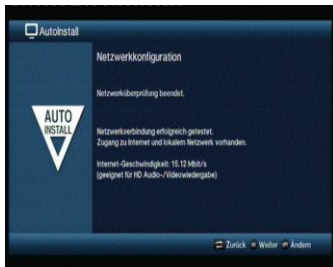 AutoInstall
Netzwerkkonfiguration
Netzwerküberprüfung beendet.
AUTO
INSTALL
Netzwerkverbindung erfolgreich getestet.
Zugang zu Internet und lokalem Netzwerk vorhanden.
Internet-Geschwindigkeit: 15.12 Mbit/s
(geeignet für HD Audio-/Videowiedergabe)
Zurück OK Weiter Ändern